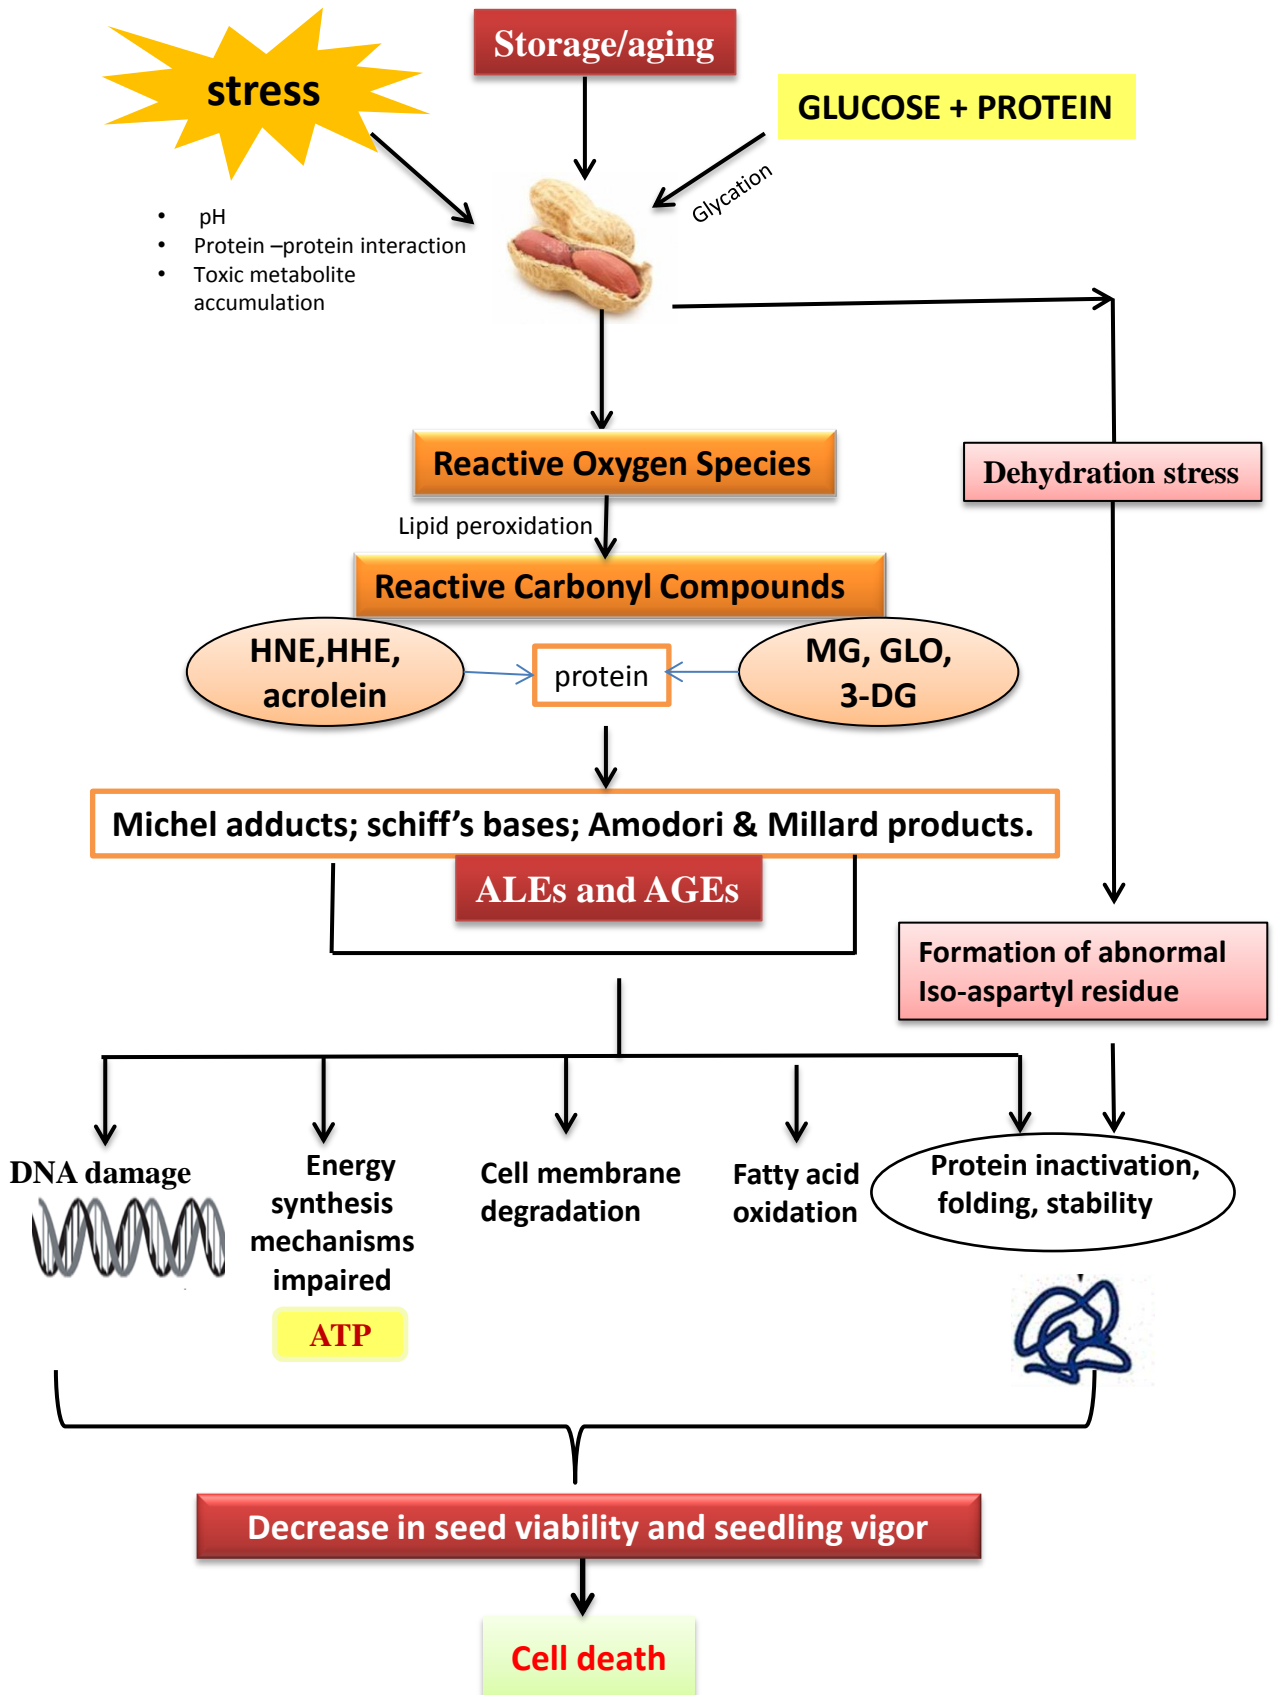 stress
Storage/aging
GLUCOSE + PROTEIN
Glycation
• pH
• Protein –protein interaction
• Toxic metabolite
accumulation
Reactive Oxygen Species
Dehydration stress
Lipid peroxidation
Reactive Carbonyl Compounds
HNE,HHE,
acrolein
protein
MG, GLO,
3-DG
Michel adducts; schiff’s bases; Amodori & Millard products.
ALEs and AGEs
Formation of abnormal
Iso-aspartyl residue
DNA damage
Energy
synthesis
mechanisms
impaired
ATP
Cell membrane
degradation
Fatty acid
oxidation
Protein inactivation,
folding, stability
Decrease in seed viability and seedling vigor
Cell death